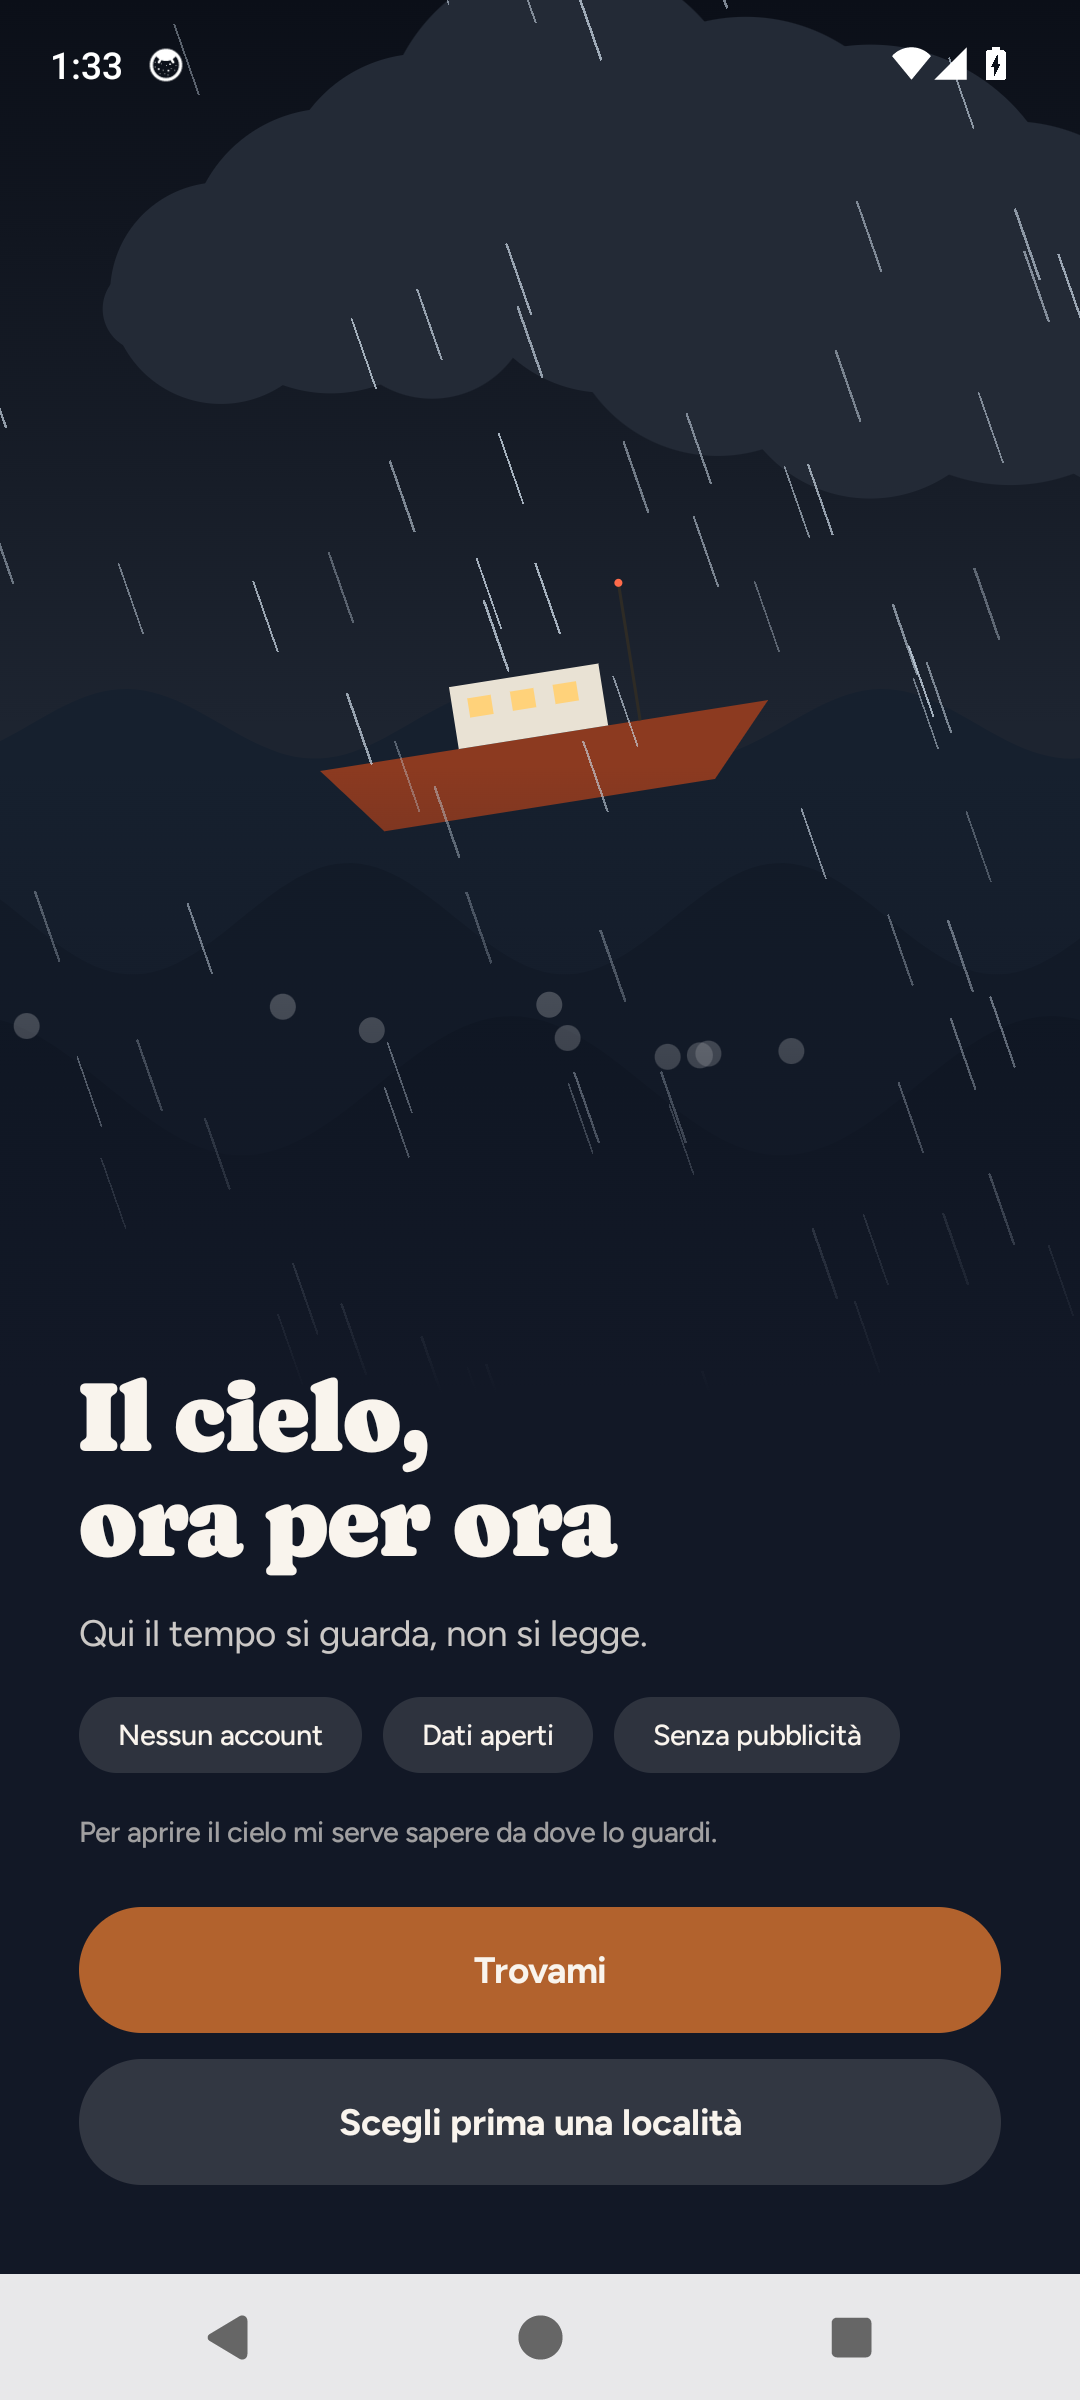 1:33
Il cielo,
ora per ora
Qui il tempo si guarda, non si legge.
Nessun account
Dati aperti
Senza pubblicità
Per aprire il cielo mi serve sapere da dove lo guardi.
Trovami
Scegli prima una località